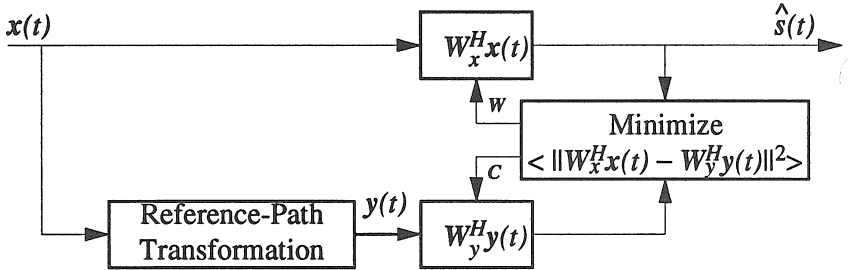 x(t)
W_x^H x(t)
ŝ(t)
W
Minimize
< ||W_x^H x(t) – W_y^H y(t)||^2>
C
Reference-Path
Transformation
y(t)
W_y^H y(t)